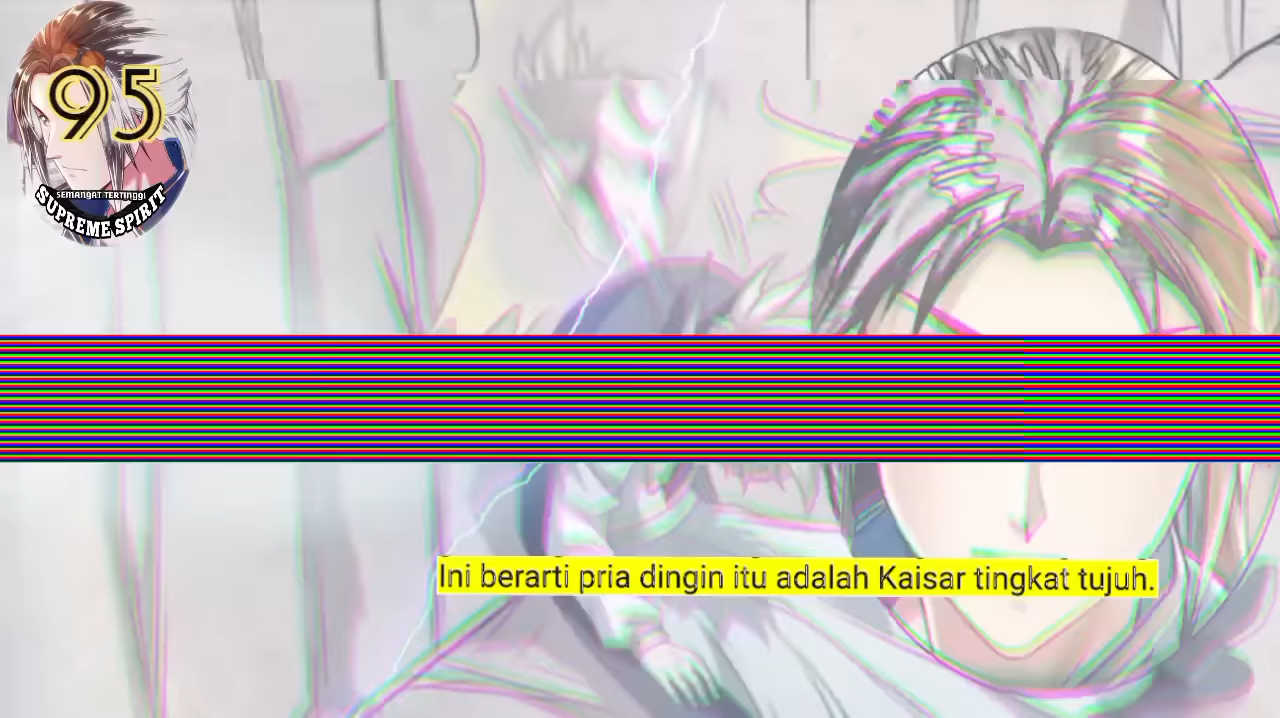 95
SEMANGAT TERTINGGI
SUPREME SPIRIT
Ini berarti pria dingin itu adalah Kaisar tingkat tujuh.